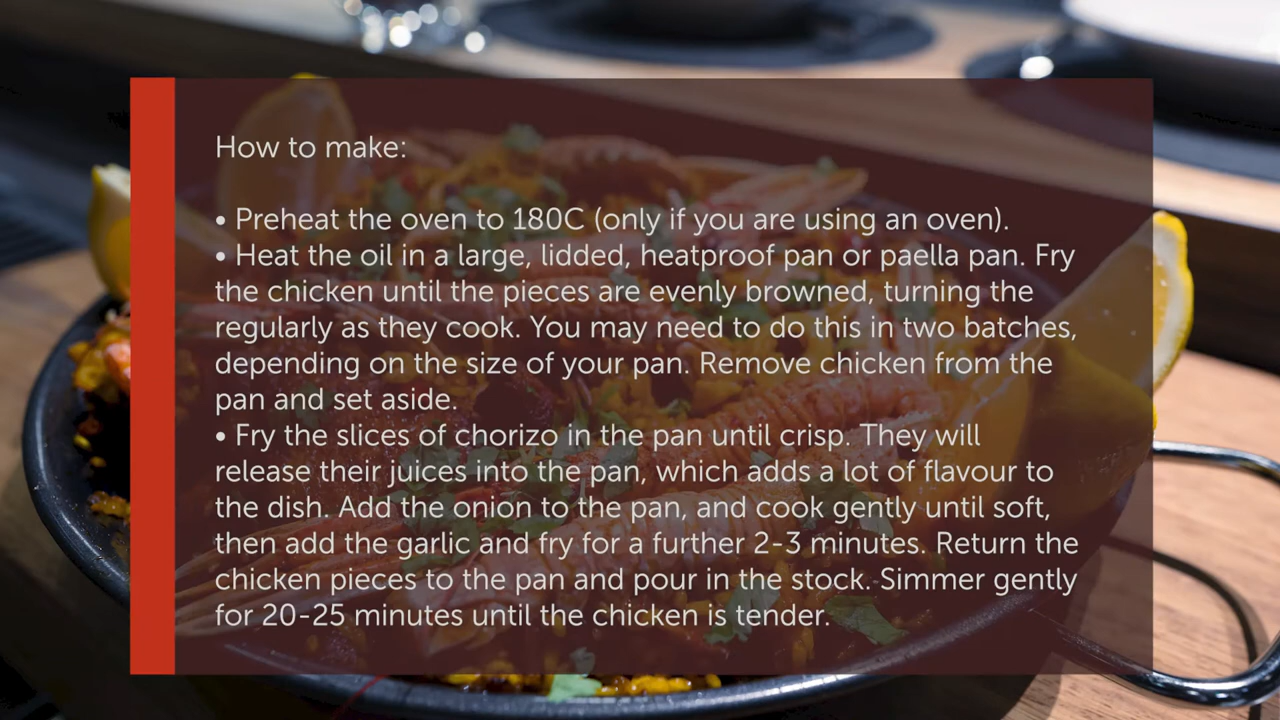 How to make:
• Preheat the oven to 180C (only if you are using an oven).
• Heat the oil in a large, lidded, heatproof pan or paella pan. Fry
the chicken until the pieces are evenly browned, turning the
regularly as they cook. You may need to do this in two batches,
depending on the size of your pan. Remove chicken from the
pan and set aside.
• Fry the slices of chorizo in the pan until crisp. They will
release their juices into the pan, which adds a lot of flavour to
the dish. Add the onion to the pan, and cook gently until soft,
then add the garlic and fry for a further 2-3 minutes. Return the
chicken pieces to the pan and pour in the stock. Simmer gently
for 20-25 minutes until the chicken is tender.